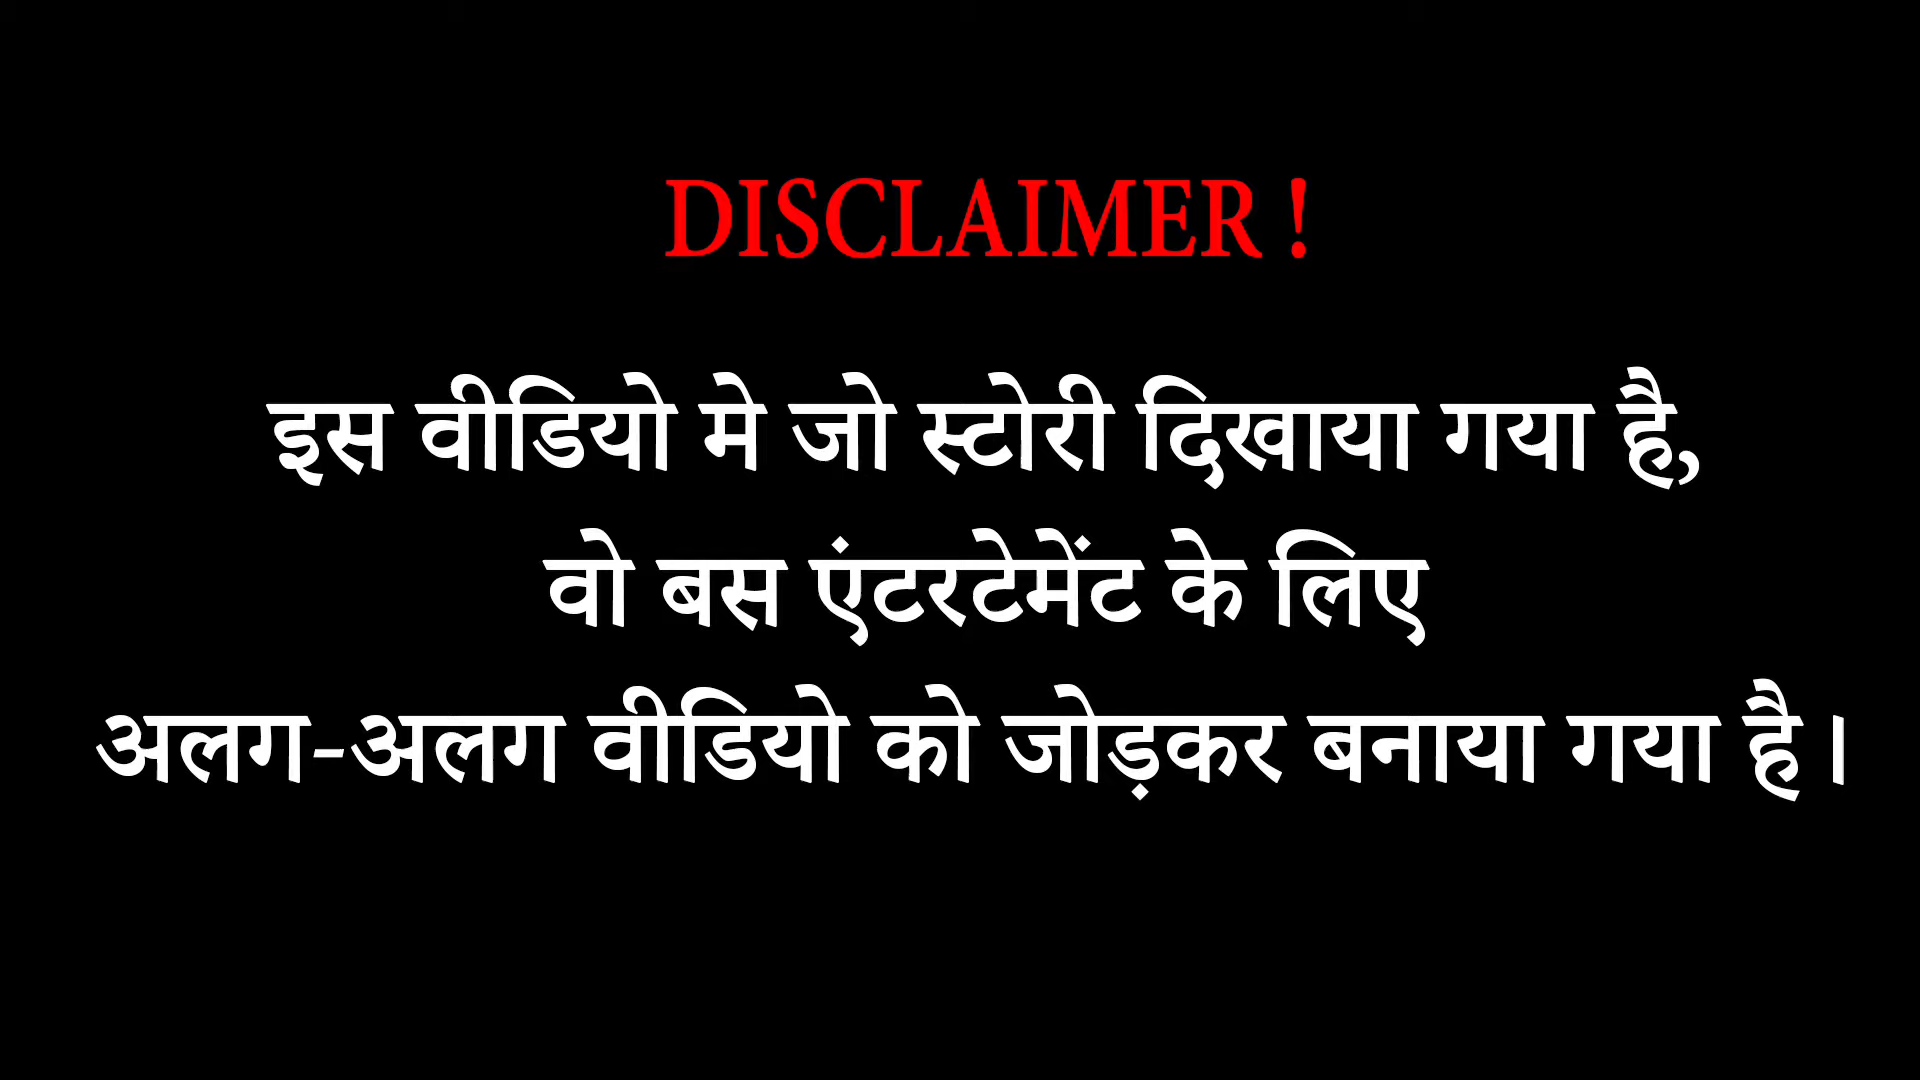 DISCLAIMER !
इस वीडियो मे जो स्टोरी दिखाया गया है,
वो बस एंटरटेमेंट के लिए
अलग-अलग वीडियो को जोड़कर बनाया गया है।